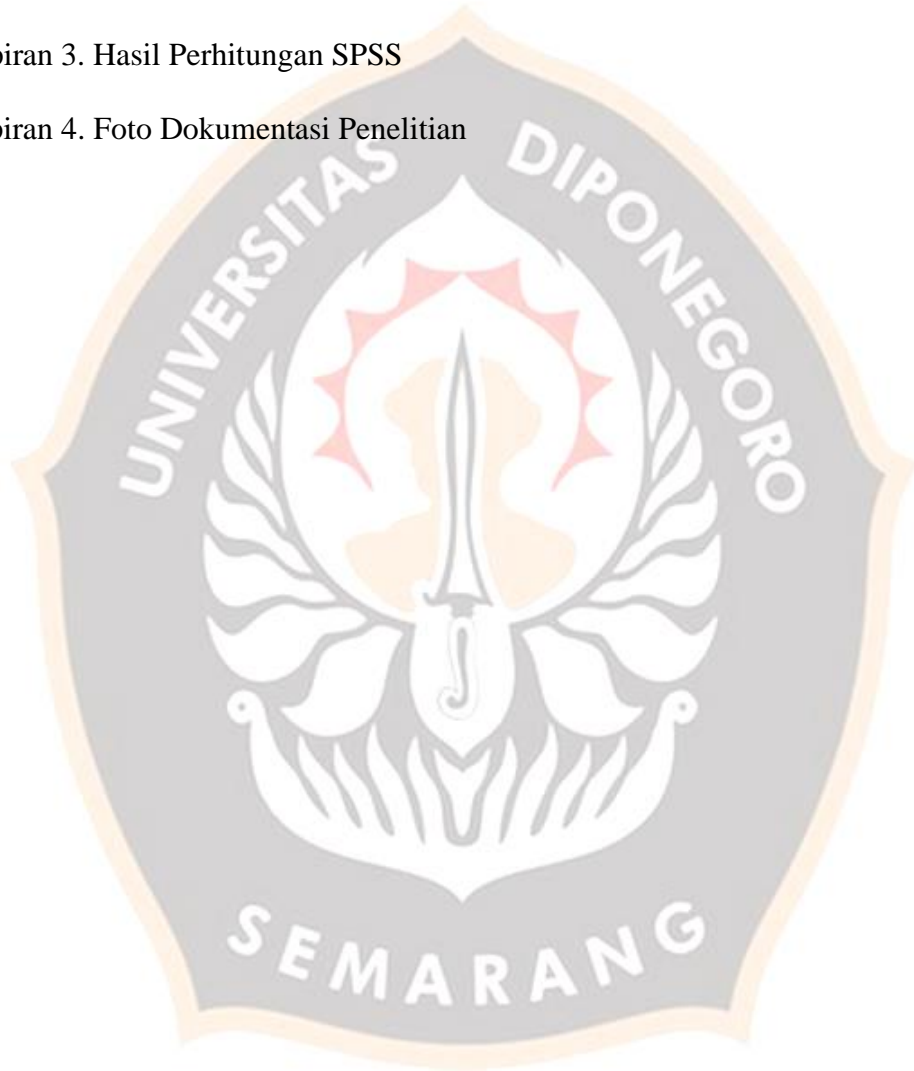 piran 3. Hasil Perhitungan SPSS
piran 4. Foto Dokumentasi Penelitian
UNIVERSITAS DIPONEGORO
SEMARANG